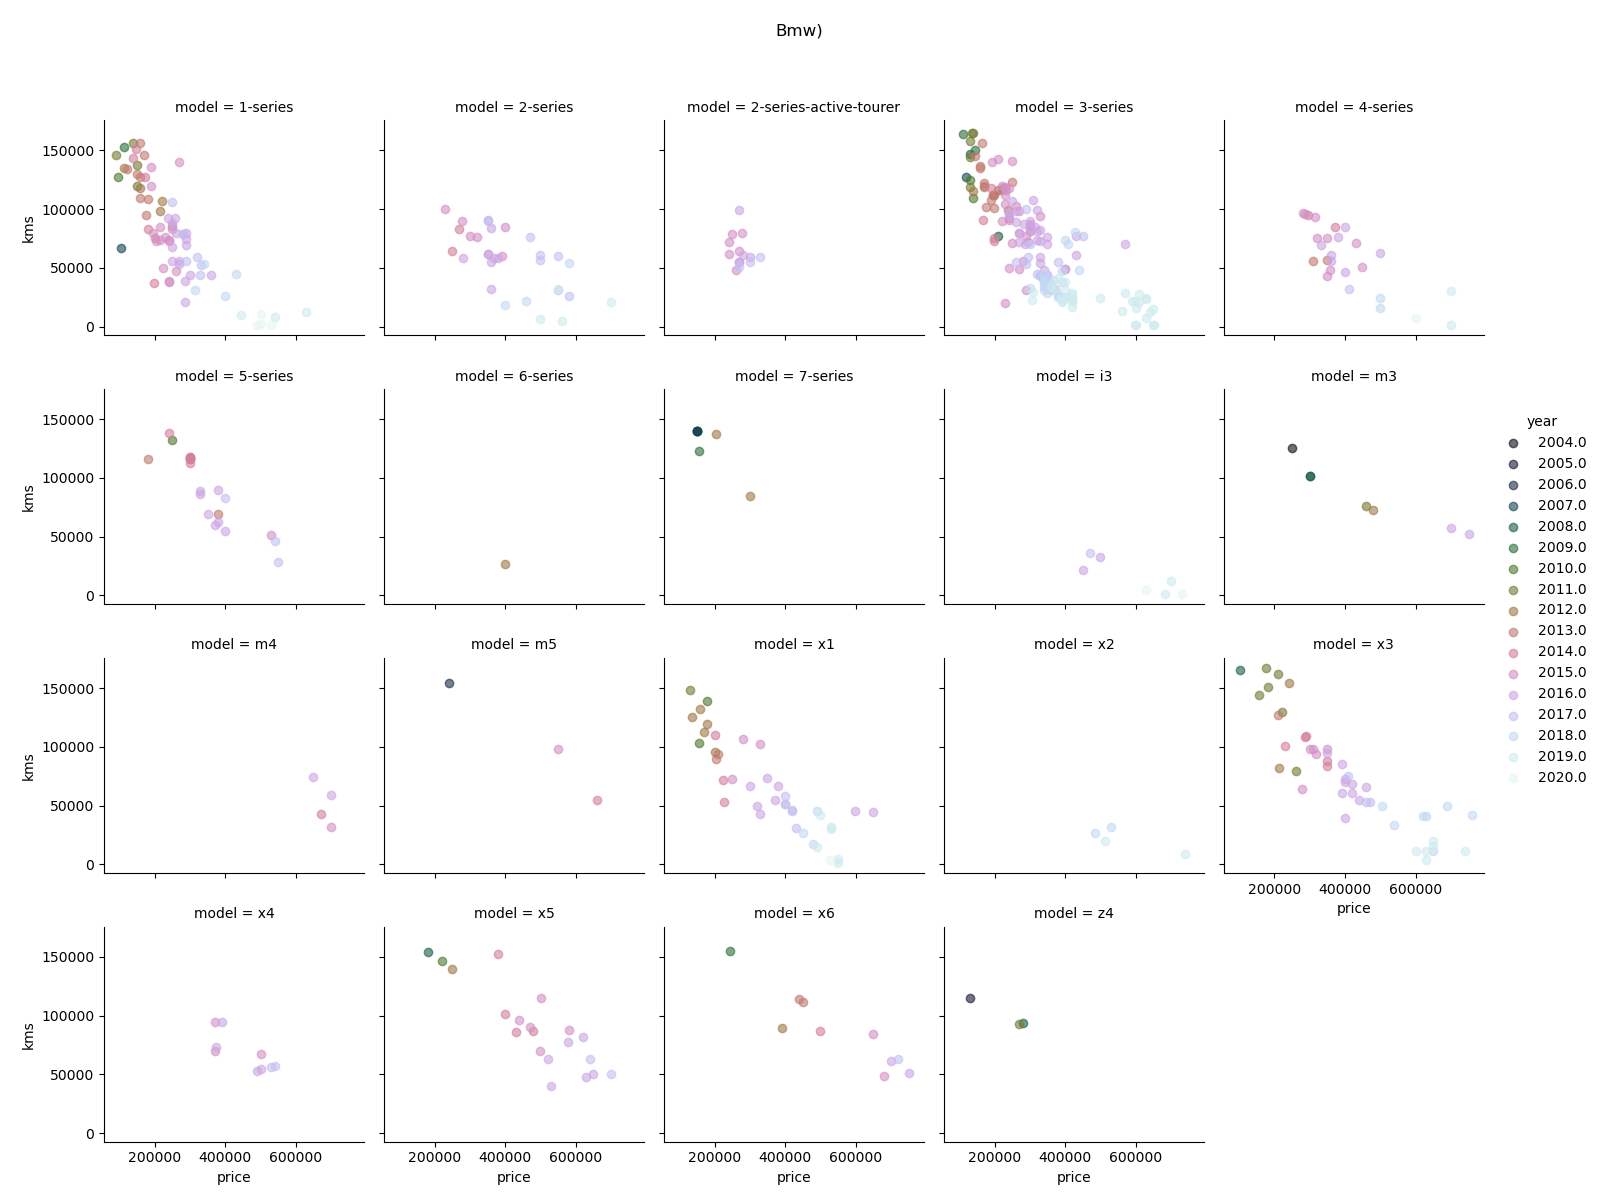 Bmw)
model = 1-series
model = 2-series
model = 2-series-active-tourer
model = 3-series
model = 4-series
150000
100000
50000
0
kms
model = 5-series
model = 6-series
model = 7-series
model = i3
model = m3
150000
100000
50000
0
kms
year
2004.0
2005.0
2006.0
2007.0
2008.0
2009.0
2010.0
2011.0
2012.0
2013.0
2014.0
2015.0
2016.0
2017.0
2018.0
2019.0
2020.0
model = m4
model = m5
model = x1
model = x2
model = x3
150000
100000
50000
0
kms
200000 400000 600000
price
model = x4
model = x5
model = x6
model = z4
150000
100000
50000
0
kms
200000 400000 600000
price
200000 400000 600000
price
200000 400000 600000
price
200000 400000 600000
price